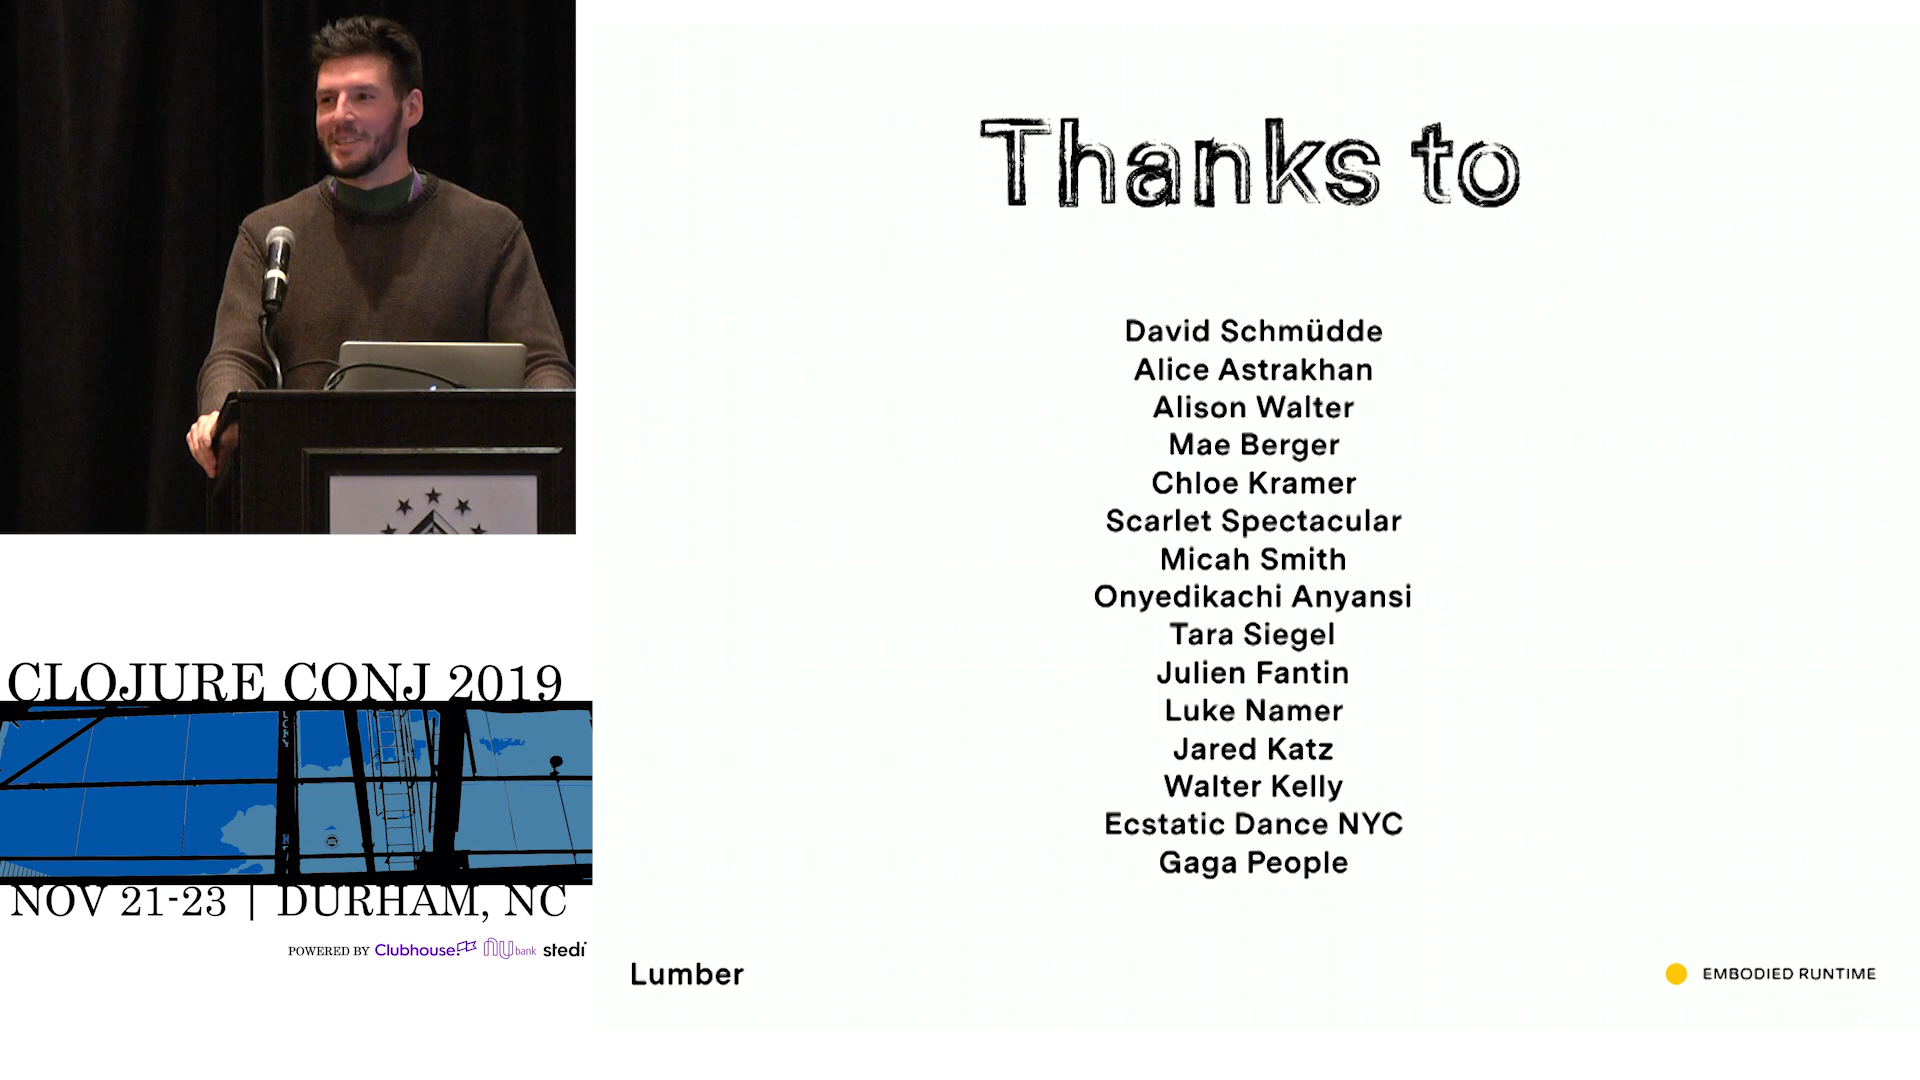 Thanks to
David Schmüdde
Alice Astrakhan
Alison Walter
Mae Berger
Chloe Kramer
Scarlet Spectacular
Micah Smith
Onyedikachi Anyansi
Tara Siegel
Julien Fantin
Luke Namer
Jared Katz
Walter Kelly
Ecstatic Dance NYC
Gaga People
Lumber
EMBODIED RUNTIME
CLOJURE CONJ 2019
NOV 21-23 | DURHAM, NC
POWERED BY Clubhouse nu bank stedi